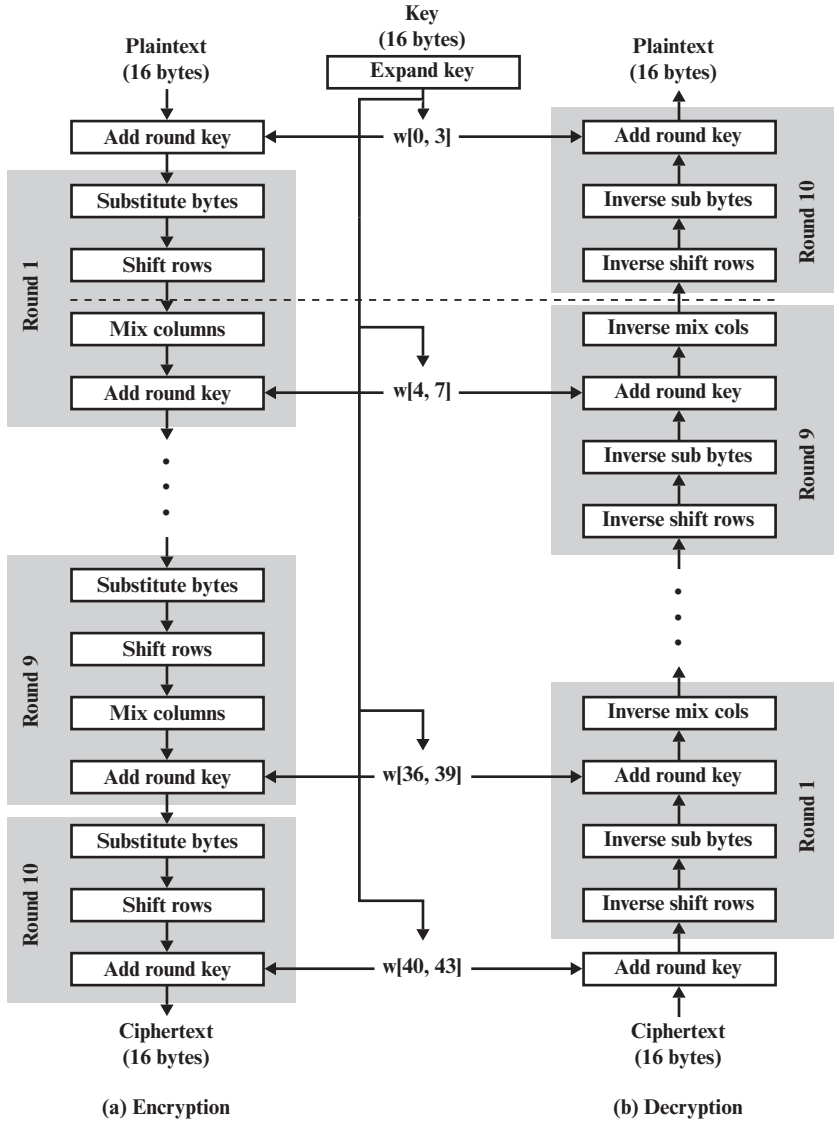 Key
(16 bytes)
Expand key
Plaintext
(16 bytes)
Add round key
Round 1
Substitute bytes
Shift rows
Mix columns
Add round key
Round 9
Substitute bytes
Shift rows
Mix columns
Add round key
Round 10
Substitute bytes
Shift rows
Add round key
Ciphertext
(16 bytes)
(a) Encryption
w[0, 3]
w[4, 7]
w[36, 39]
w[40, 43]
Plaintext
(16 bytes)
Add round key
Inverse sub bytes
Inverse shift rows
Round 10
Inverse mix cols
Add round key
Inverse sub bytes
Inverse shift rows
Round 9
Inverse mix cols
Add round key
Inverse sub bytes
Inverse shift rows
Round 1
Add round key
Ciphertext
(16 bytes)
(b) Decryption